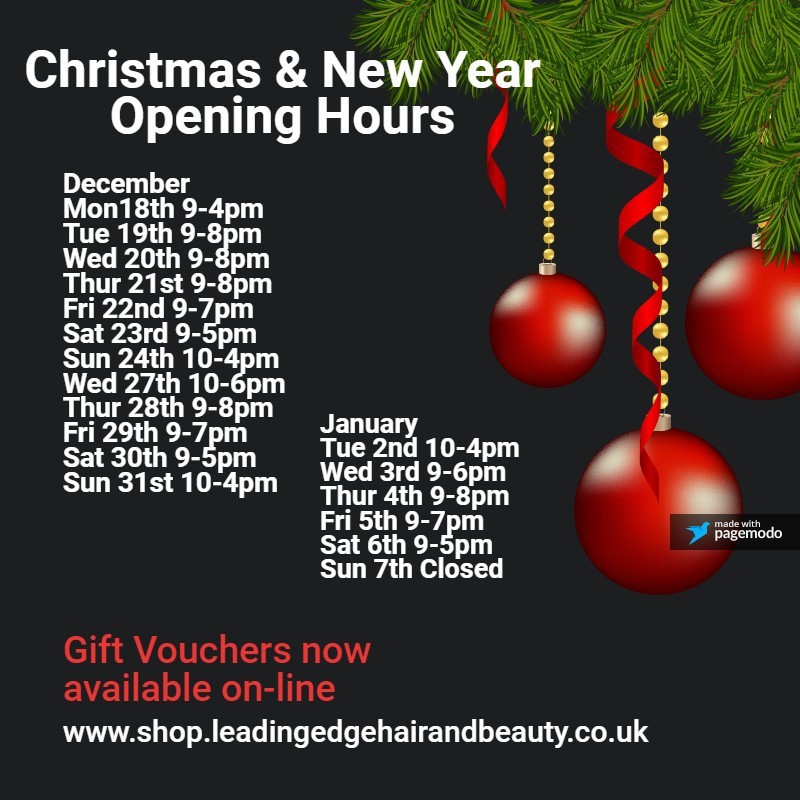 Christmas & New Year
Opening Hours
December
Mon18th 9-4pm
Tue 19th 9-8pm
Wed 20th 9-8pm
Thur 21st 9-8pm
Fri 22nd 9-7pm
Sat 23rd 9-5pm
Sun 24th 10-4pm
Wed 27th 10-6pm
Thur 28th 9-8pm
Fri 29th 9-7pm
Sat 30th 9-5pm
Sun 31st 10-4pm
January
Tue 2nd 10-4pm
Wed 3rd 9-6pm
Thur 4th 9-8pm
Fri 5th 9-7pm
Sat 6th 9-5pm
Sun 7th Closed
made with
pagemodo
Gift Vouchers now
available on-line
www.shop.leadingedgehairandbeauty.co.uk